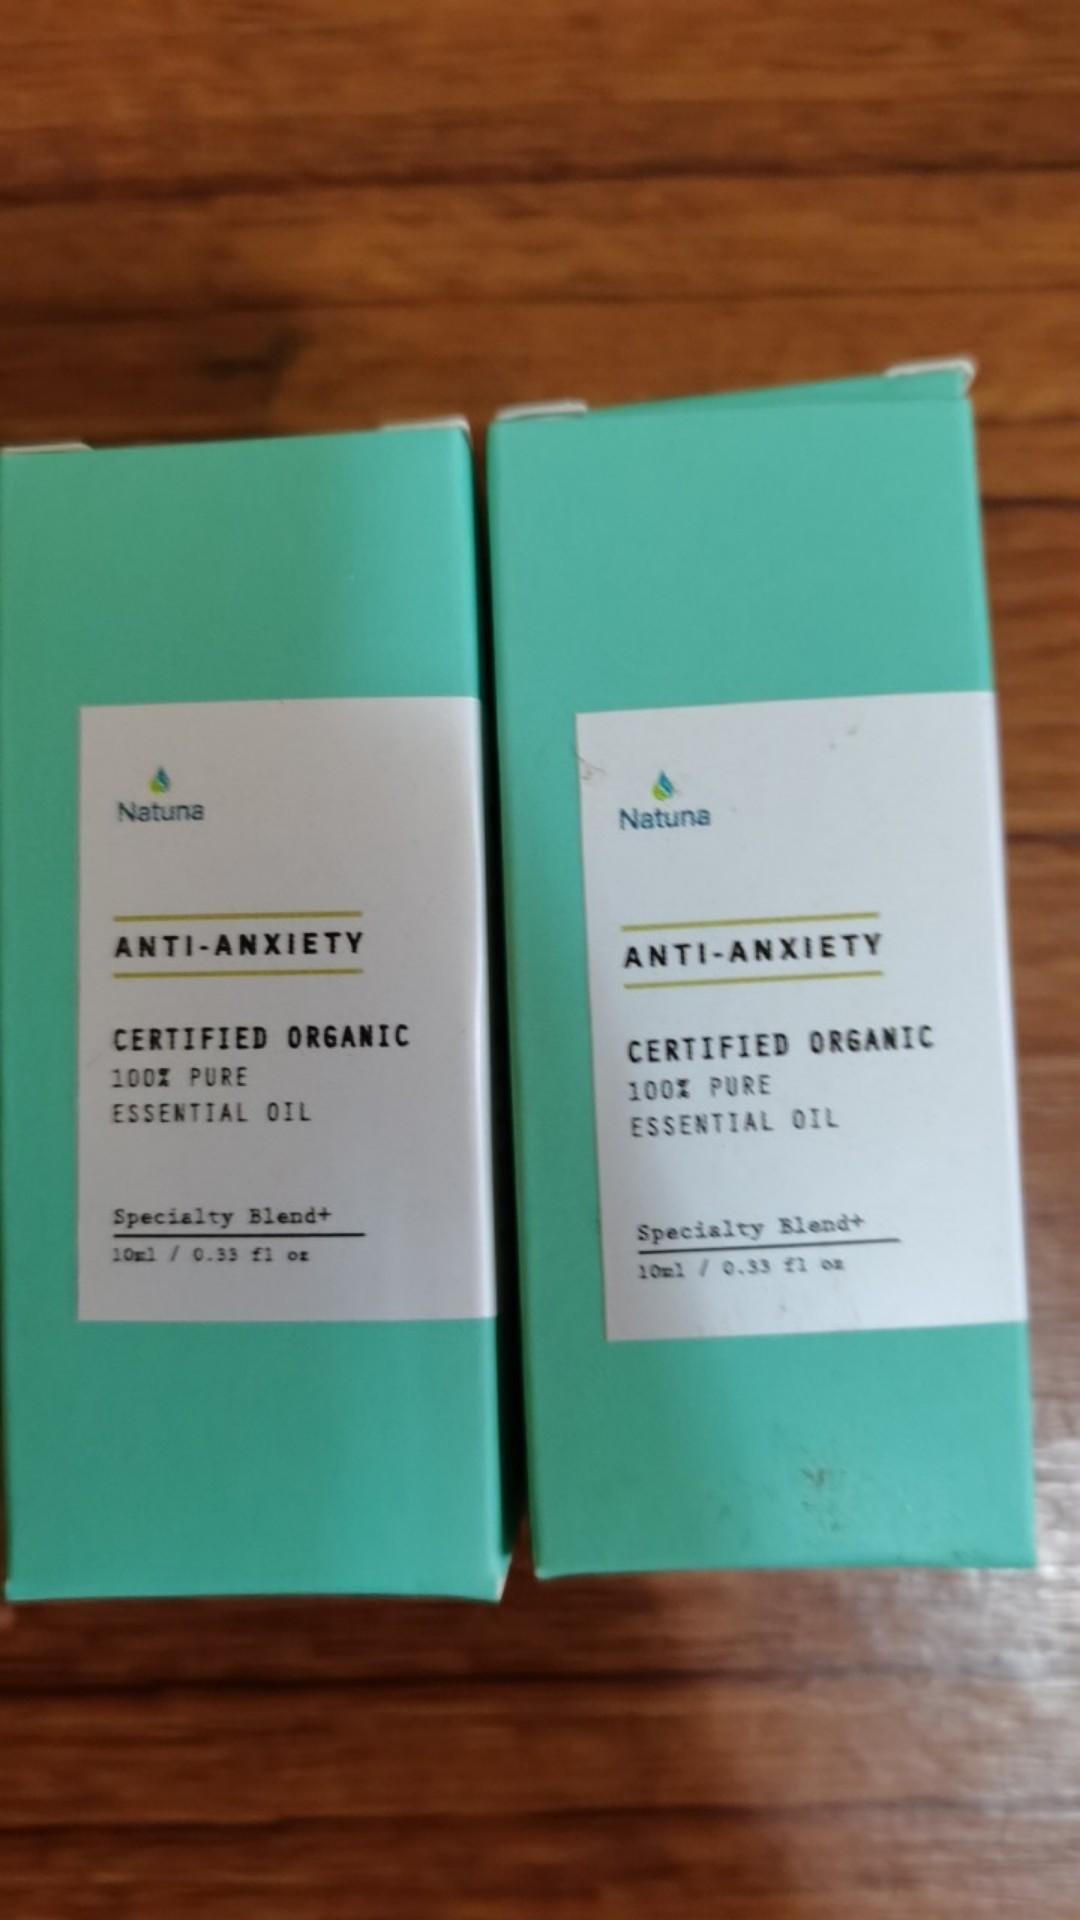 Natuna
ANTI-ANXIETY
CERTIFIED ORGANIC
100% PURE
ESSENTIAL OIL
Specialty Blend+
10ml / 0.33 fl oz
Natuna
ANTI-ANXIETY
CERTIFIED ORGANIC
100% PURE
ESSENTIAL OIL
Specialty Blend+
10ml / 0.33 fl oz